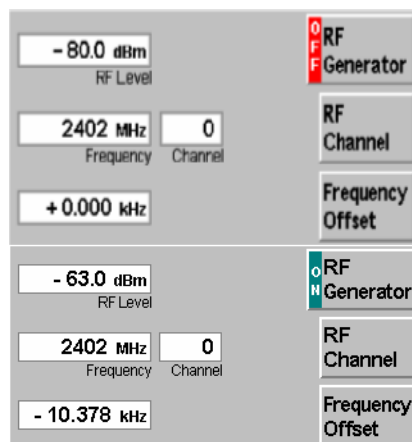 - 80.0 dBm
RF Level
OFF
RF
Generator
2402 MHz
0
Frequency
Channel
RF
Channel
+ 0.000 kHz
Frequency
Offset
- 63.0 dBm
RF Level
ON
RF
Generator
2402 MHz
0
Frequency
Channel
RF
Channel
- 10.378 kHz
Frequency
Offset